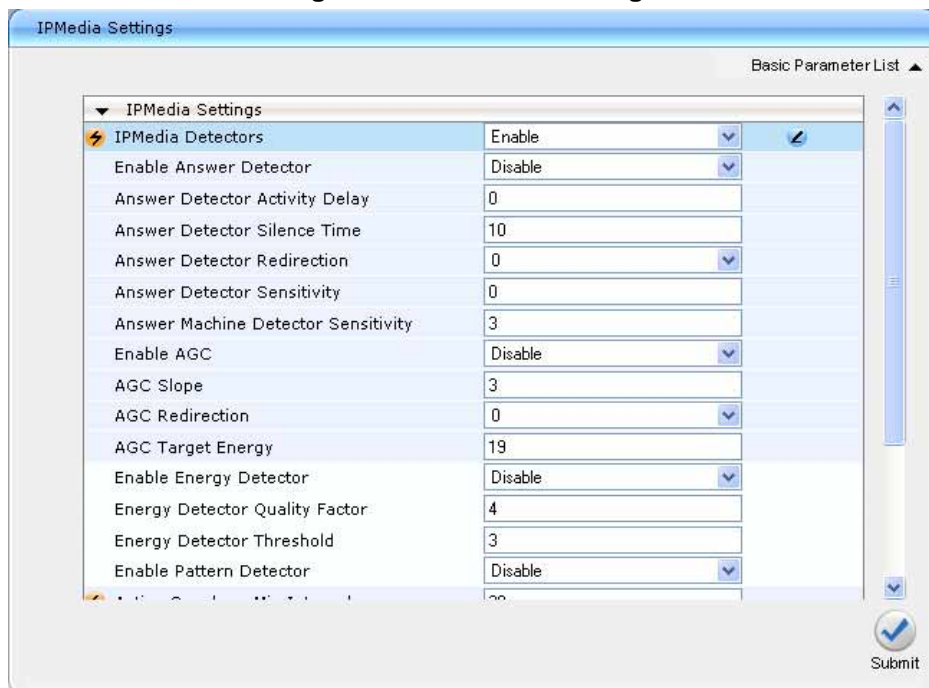 IPMedia Settings
Basic Parameter List
IPMedia Settings
IPMedia Detectors Enable
Enable Answer Detector Disable
Answer Detector Activity Delay 0
Answer Detector Silence Time 10
Answer Detector Redirection 0
Answer Detector Sensitivity 0
Answer Machine Detector Sensitivity 3
Enable AGC Disable
AGC Slope 3
AGC Redirection 0
AGC Target Energy 19
Enable Energy Detector Disable
Energy Detector Quality Factor 4
Energy Detector Threshold 3
Enable Pattern Detector Disable
Submit